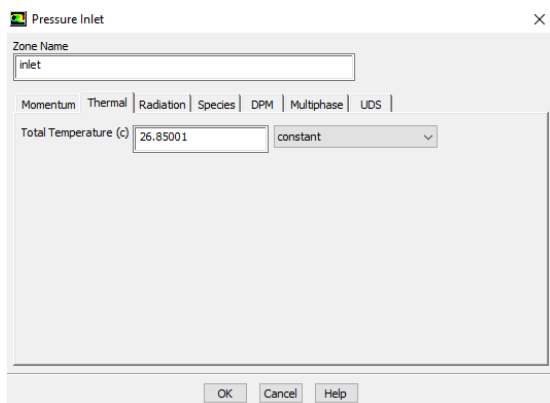 Pressure Inlet
Zone Name
inlet
Momentum Thermal Radiation Species DPM Multiphase UDS
Total Temperature (c) 26.85001 constant
OK Cancel Help